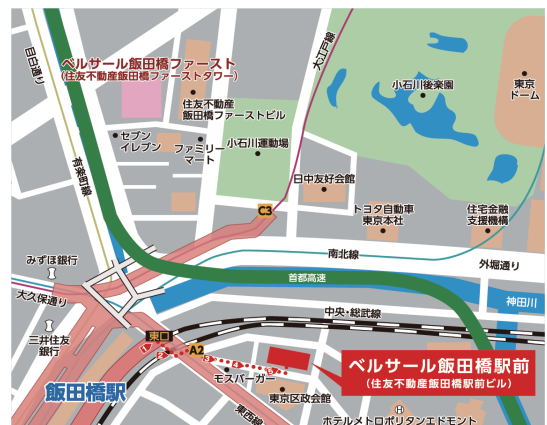 目白通り
ベルサール飯田橋ファースト
(住友不動産飯田橋ファーストタワー)
大江戸線
小石川後楽園
東京
ドーム
住友不動産
飯田橋ファーストビル
セブン
イレブン
ファミリー
マート
小石川運動場
有楽町線
日中友好会館
C3
トヨタ自動車
東京本社
住宅金融
支援機構
みずほ銀行
南北線
外堀通り
首都高速
大久保通り
神田川
中央・総武線
三井住友
銀行
東口
A2
1
2
3
4
5
ベルサール飯田橋駅前
(住友不動産飯田橋駅前ビル)
モスバーガー
飯田橋駅
東京区政会館
東西線
ホテルメトロポリタンエドモント